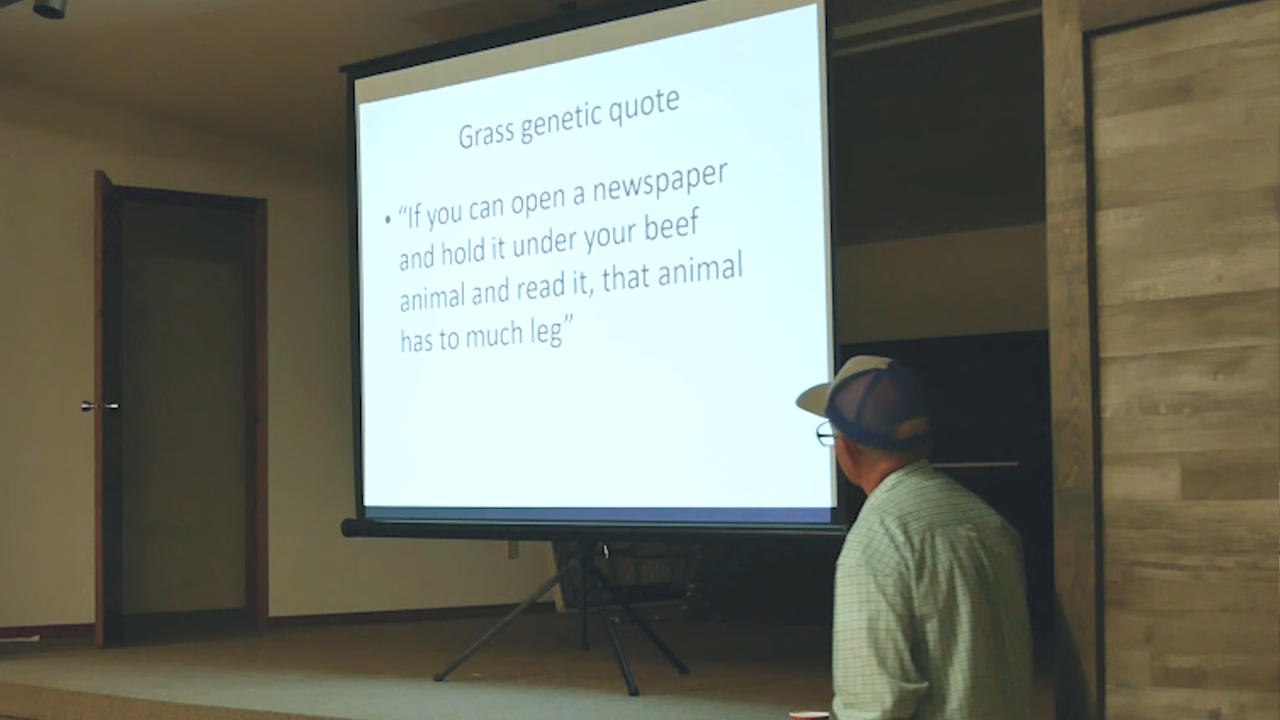 Grass genetic quote
• “If you can open a newspaper
and hold it under your beef
animal and read it, that animal
has to much leg”